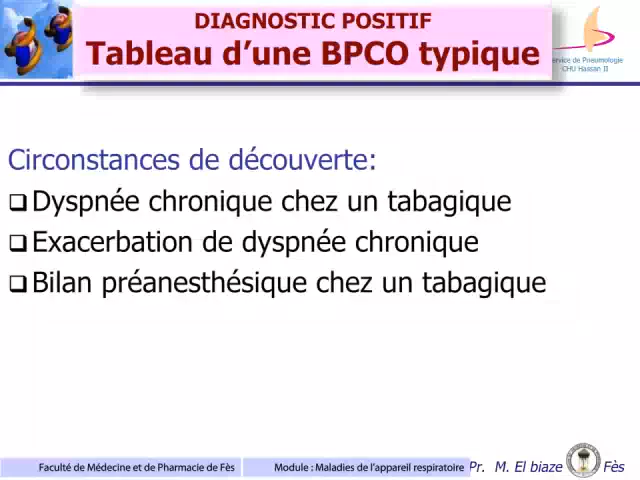 DIAGNOSTIC POSITIF
Tableau d’une BPCO typique
Service de Pneumologie
CHU Hassan II
Circonstances de découverte:
Dyspnée chronique chez un tabagique
Exacerbation de dyspnée chronique
Bilan préanesthésique chez un tabagique
Faculté de Médecine et de Pharmacie de Fès Module : Maladies de l'appareil respiratoire Pr. M. El biaze Fès